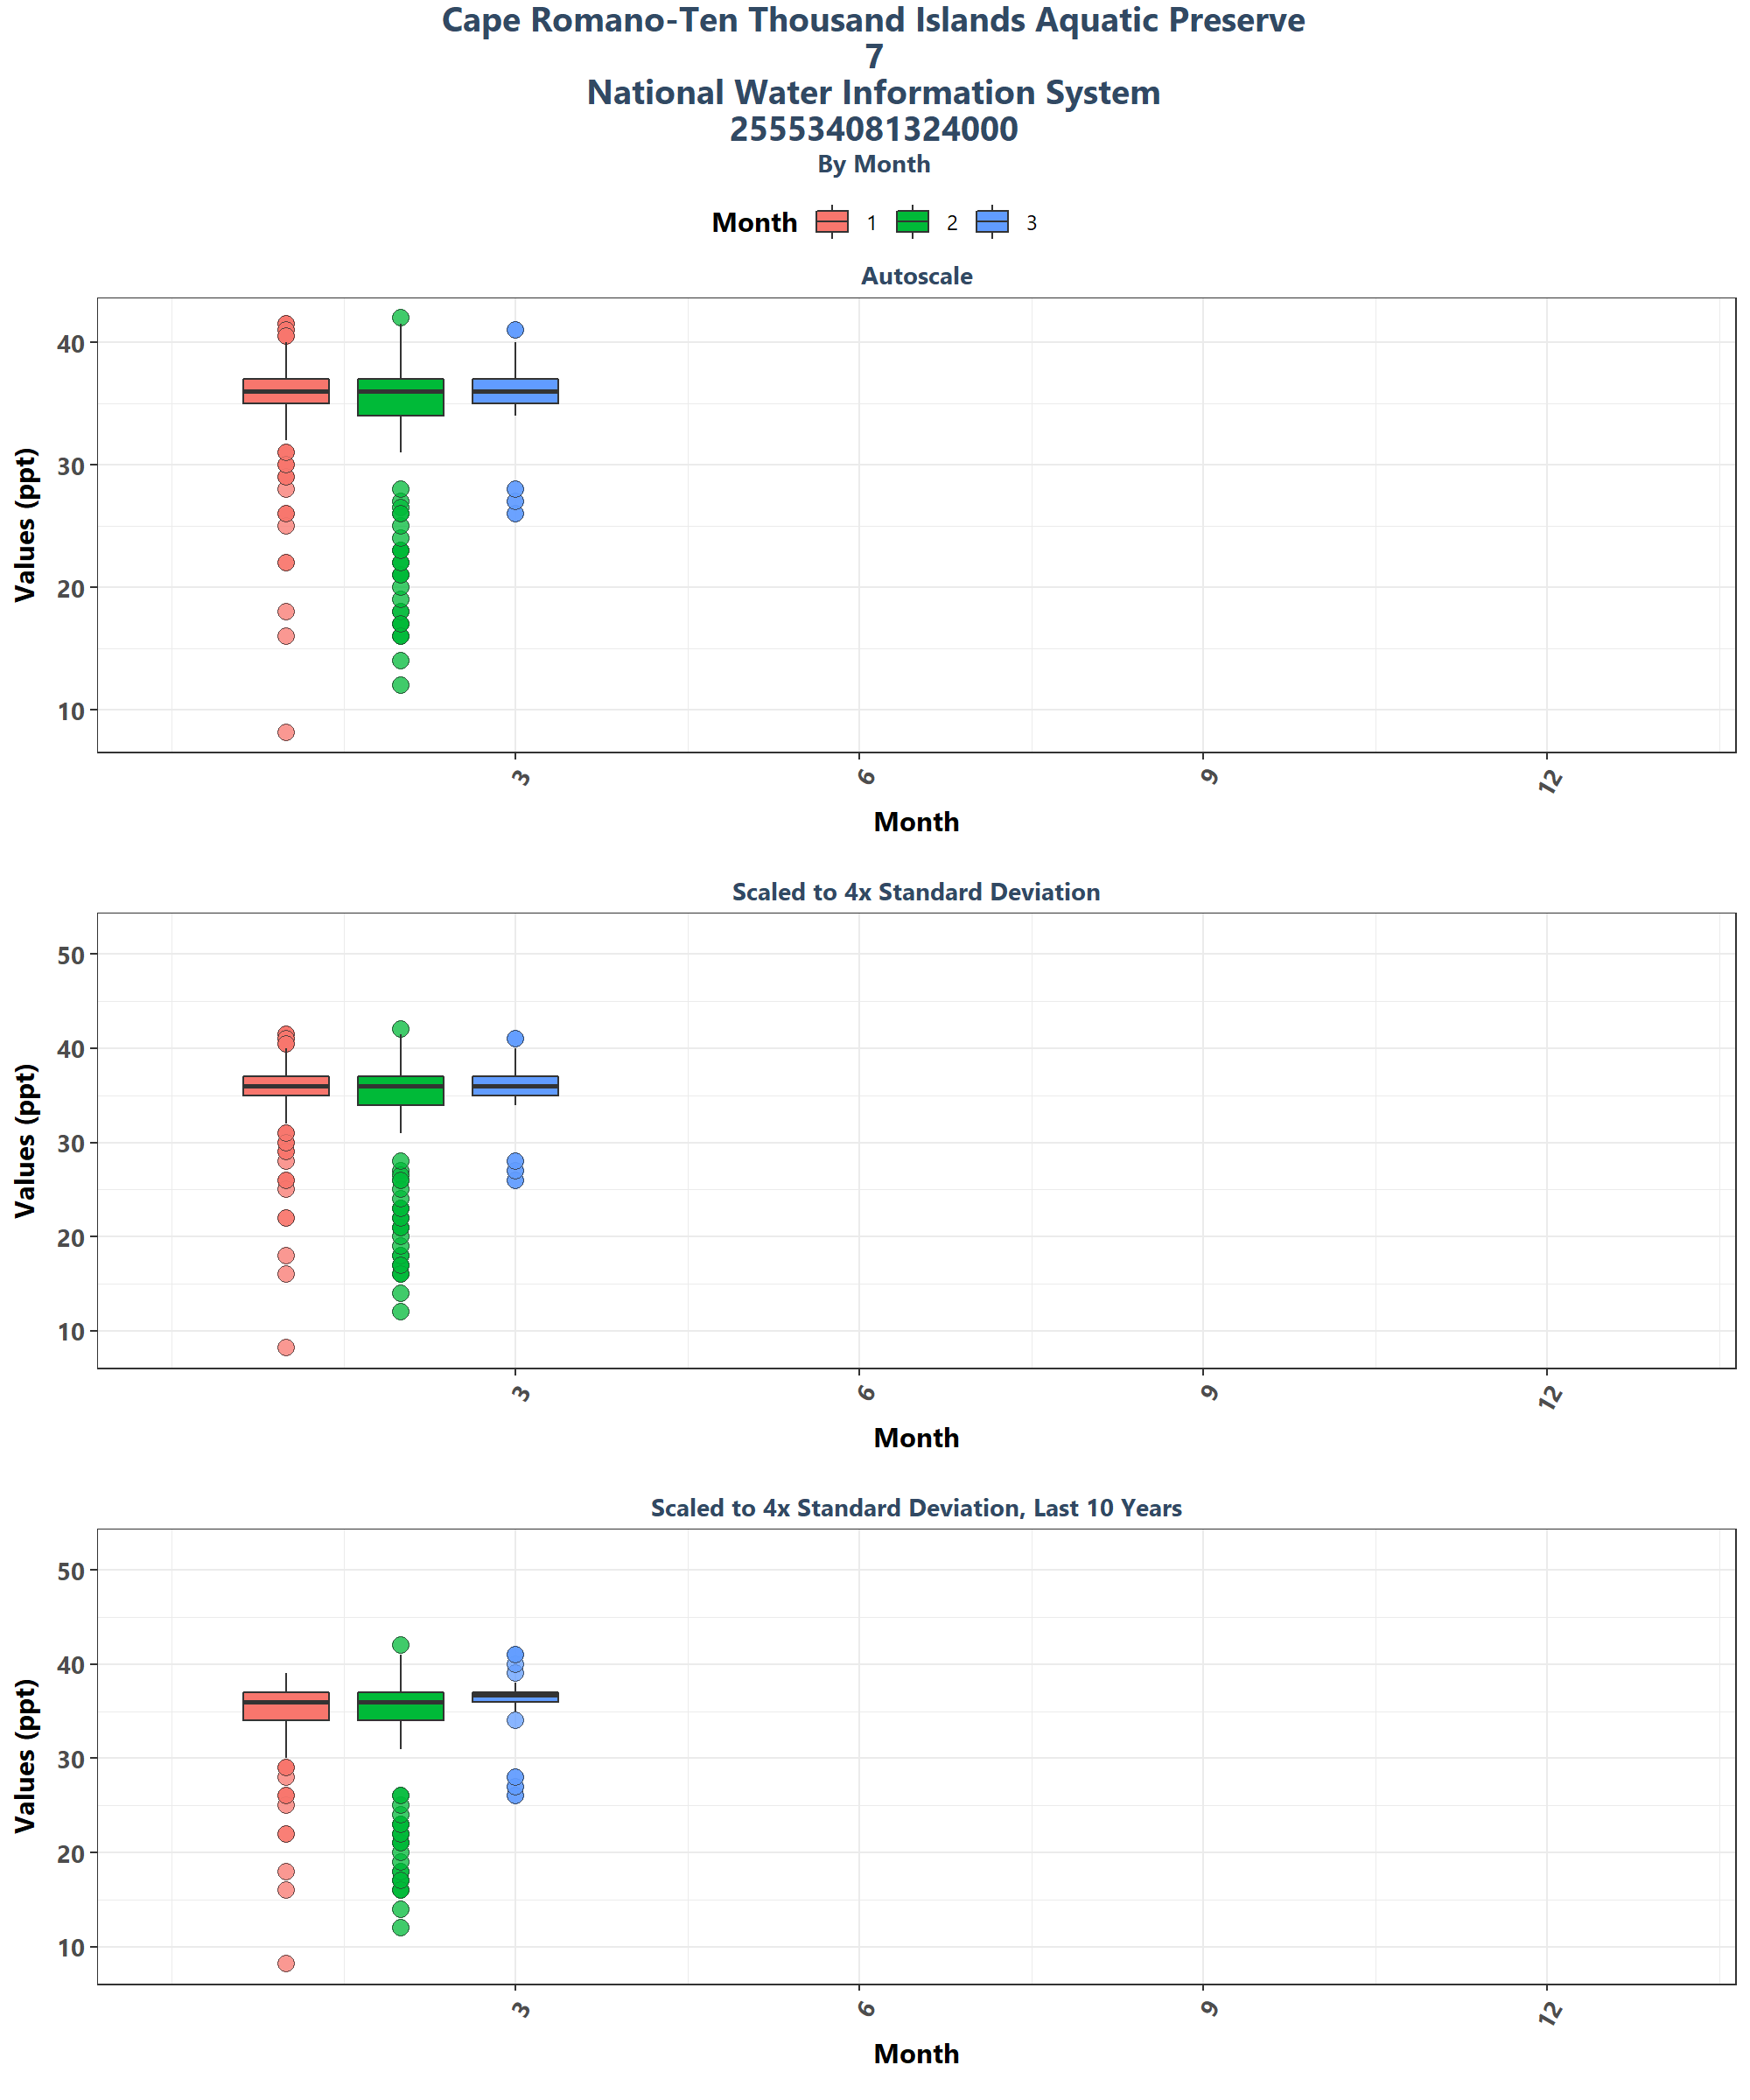 Cape Romano-Ten Thousand Islands Aquatic Preserve
7
National Water Information System
255534081324000
By Month
Month 1 2 3
Autoscale
Values (ppt)
40
30
20
10
3 6 9 12
Month
Scaled to 4x Standard Deviation
Values (ppt)
50
40
30
20
10
3 6 9 12
Month
Scaled to 4x Standard Deviation, Last 10 Years
Values (ppt)
50
40
30
20
10
3 6 9 12
Month